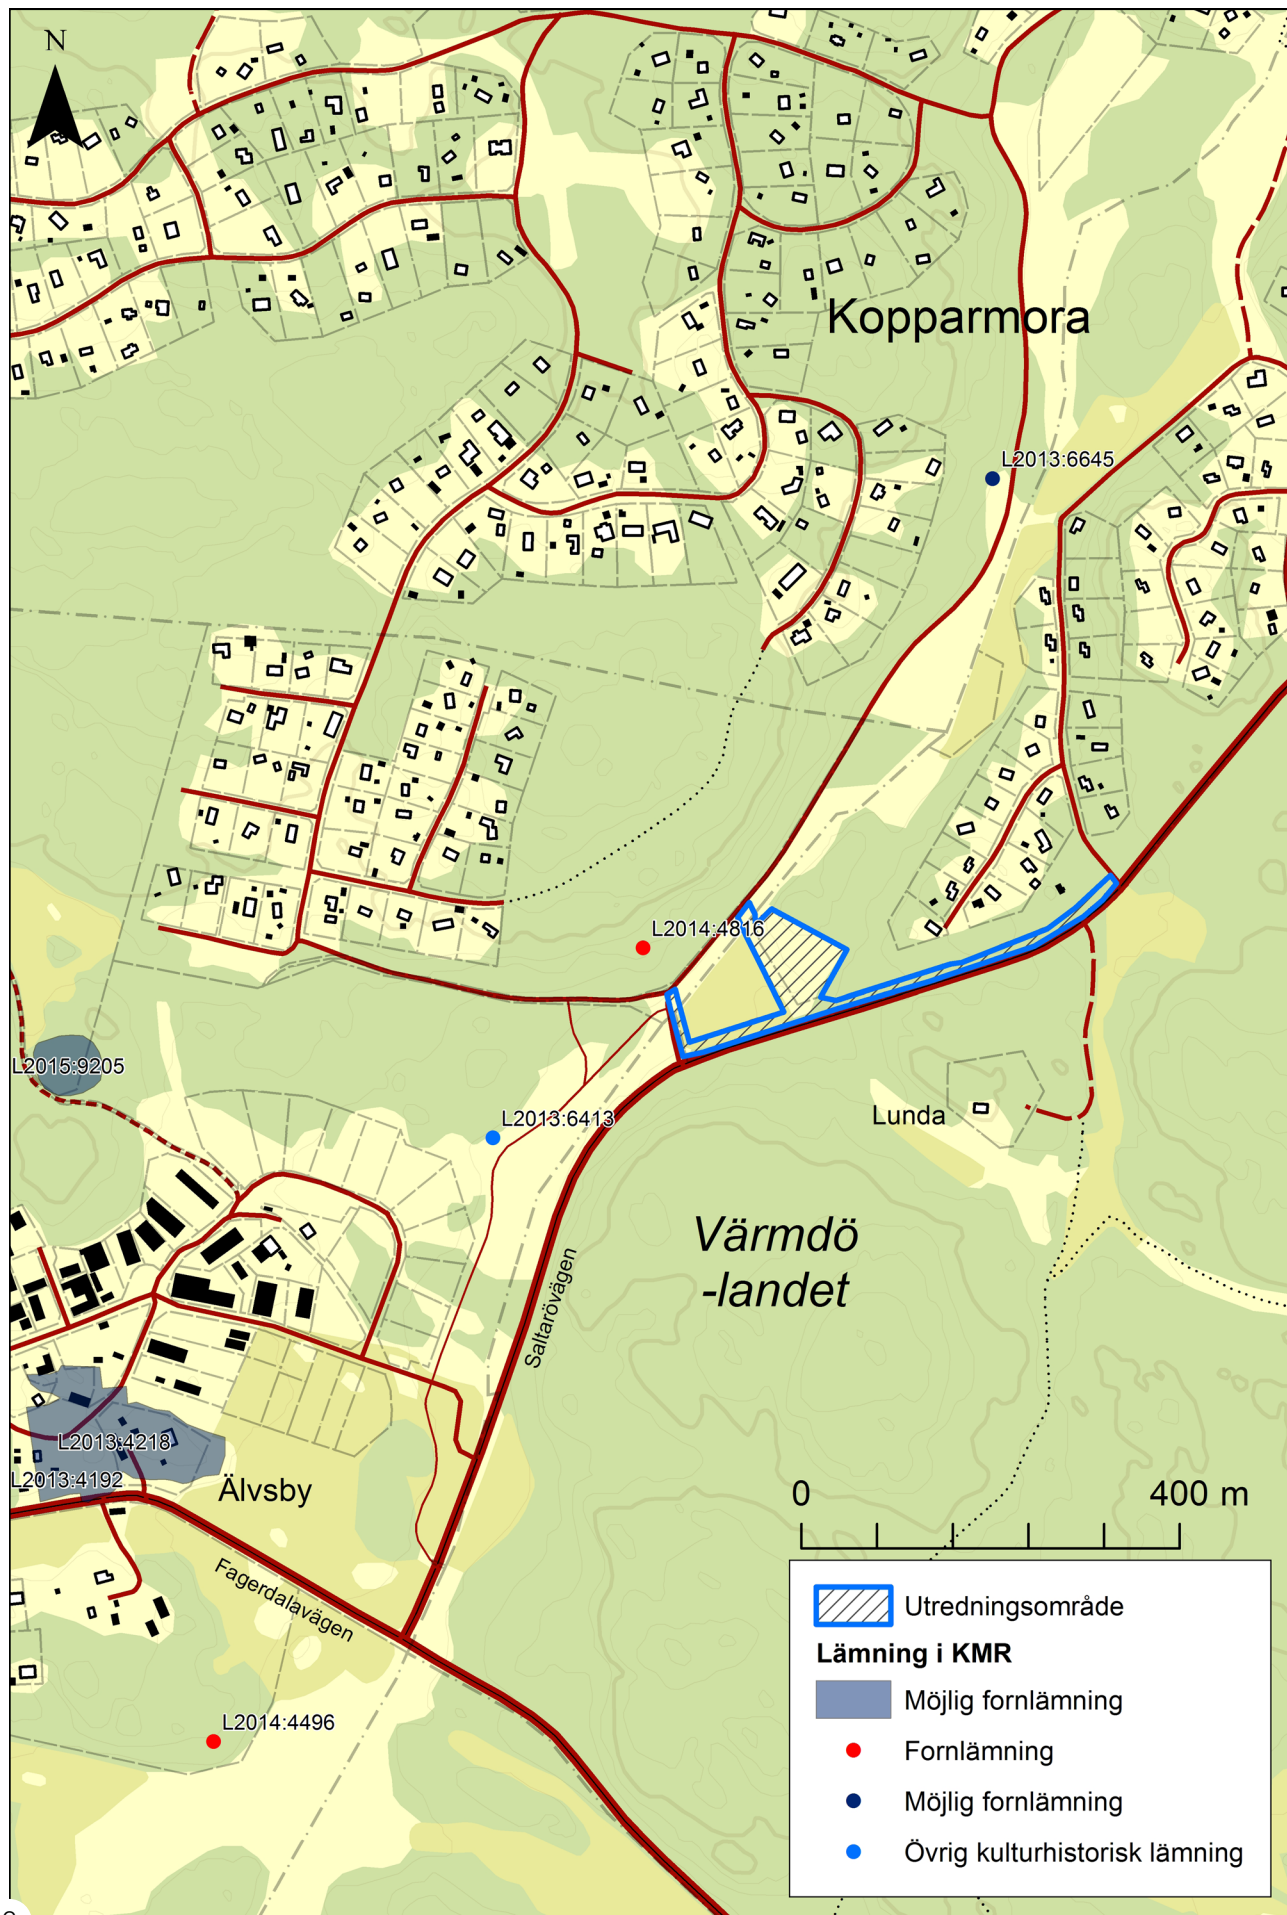 N
Kopparmora
L2013:6645
L2014:4816
L2015:9205
L2013:6413
Lunda
Värmdö
-landet
Saltarövägen
L2013:4218
L2013:4192
Älvsby
0 400 m
Fagerdalavägen
Utredningsområde
Lämning i KMR
Möjlig fornlämning
L2014:4496
Fornlämning
Möjlig fornlämning
Övrig kulturhistorisk lämning